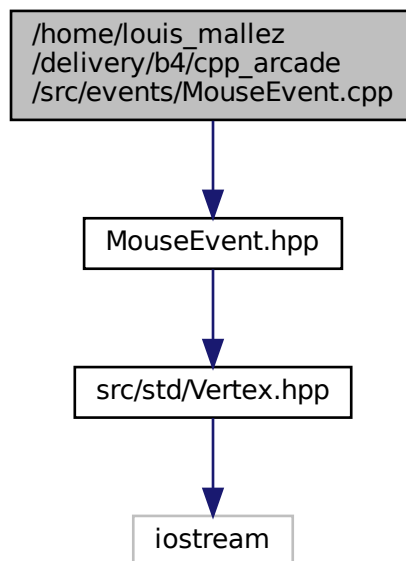 /home/louis_mallez
/delivery/b4/cpp_arcade
/src/events/MouseEvent.cpp
MouseEvent.hpp
src/std/Vertex.hpp
iostream